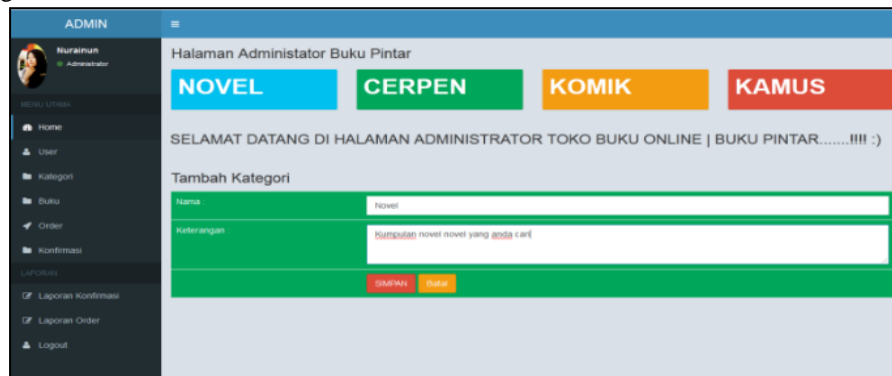 ADMIN
Nurainun
Administrator
MENU UTAMA
Home
User
Kategori
Buku
Order
Konfirmasi
LAPORAN
Laporan Konfirmasi
Laporan Order
Logout
Halaman Administator Buku Pintar
NOVEL CERPEN KOMIK KAMUS
SELAMAT DATANG DI HALAMAN ADMINISTRATOR TOKO BUKU ONLINE | BUKU PINTAR.......!!!! :)
Tambah Kategori
Nama : Novel
Keterangan : Kumpulan novel novel yang anda cari
SIMPAN Batal